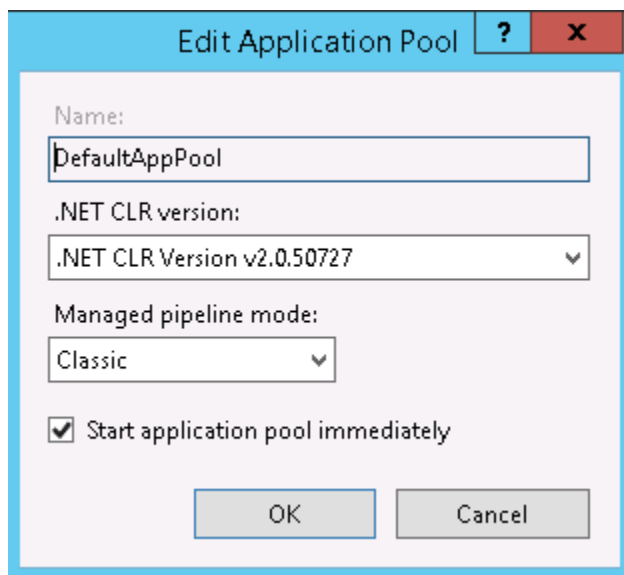 Edit Application Pool ? x
Name:
DefaultAppPool
.NET CLR version:
.NET CLR Version v2.0.50727
Managed pipeline mode:
Classic
Start application pool immediately
OK Cancel